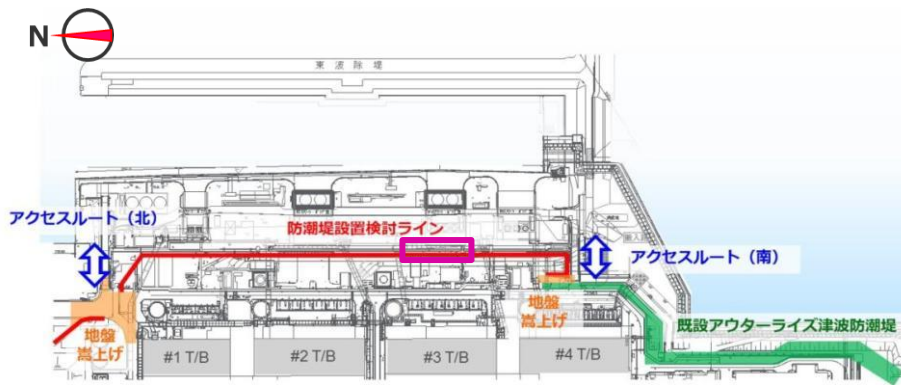 N
東波除堤
アクセスルート（北）
防潮堤設置検討ライン
アクセスルート（南）
地盤
嵩上げ
地盤
嵩上げ
既設アウターライズ津波防潮堤
#1 T/B
#2 T/B
#3 T/B
#4 T/B